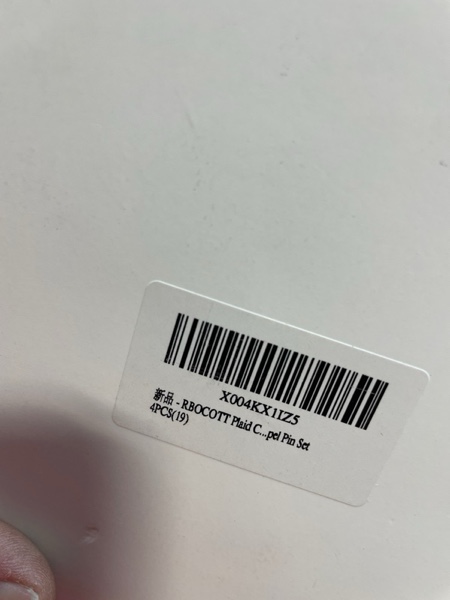 X004KX1IZ5
新品 - RBOCOTT Plaid C...pel Pin Set
4PCS(19)